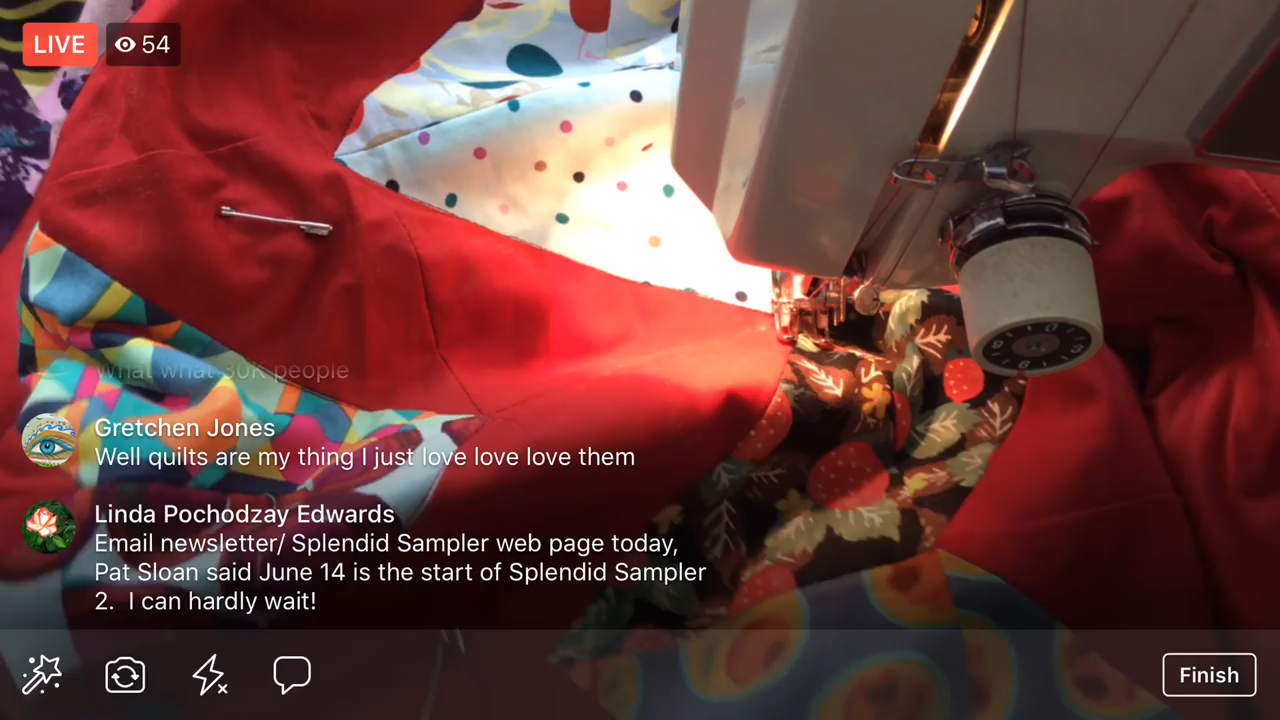 LIVE 54
What what 30K people
Gretchen Jones
Well quilts are my thing I just love love love them
Linda Pochodzay Edwards
Email newsletter/ Splendid Sampler web page today,
Pat Sloan said June 14 is the start of Splendid Sampler
2.  I can hardly wait!
Finish